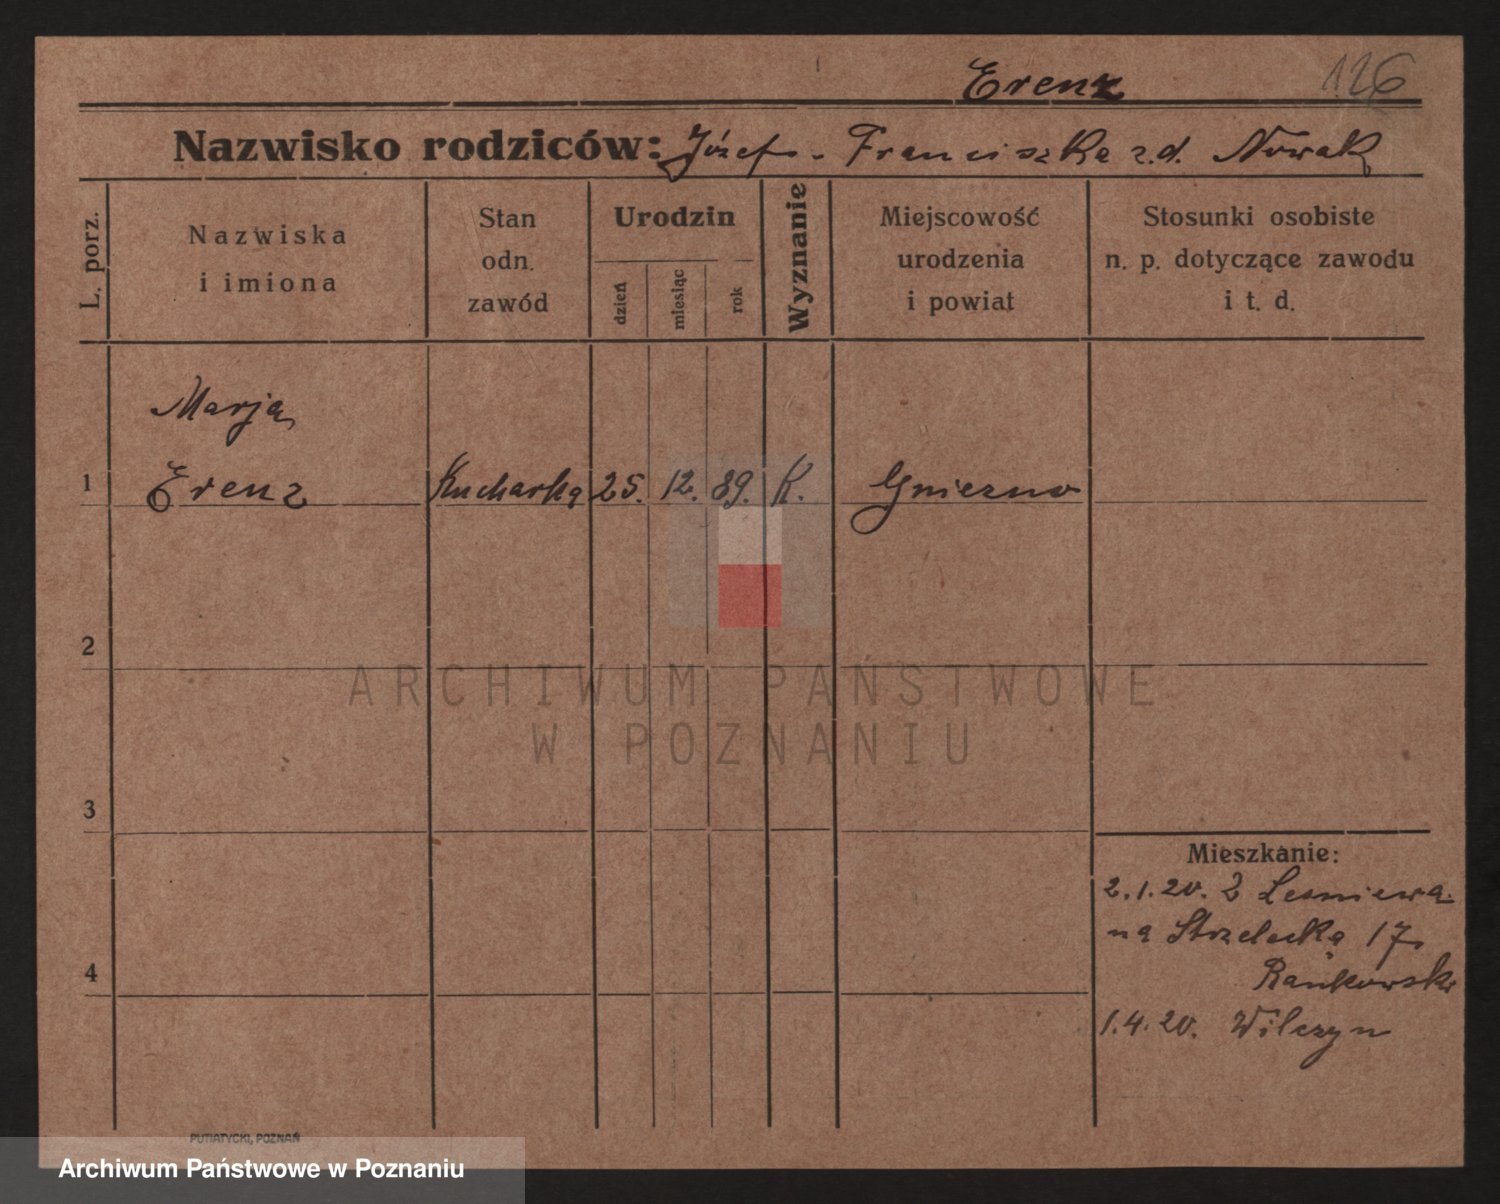 Erenz
126
Nazwisko rodziców: Józef - Franciszka z.d. Nowak
L. porz.
Nazwiska
i imiona
Stan
odn.
zawód
Urodzin
dzień
miesiąc
rok
Wyznanie
Miejscowość
urodzenia
i powiat
Stosunki osobiste
n. p. dotyczące zawodu
i t. d.
Marja
1 Erenz Kucharka 25. 12. 89. K. Gniezno
2
3
4
Mieszkanie:
2.1.20. Z Leśniewa
na Strzelecka 17
Rańkowski
1.4.20. Wilczyn
PUTIATYCKI, POZNAŃ
ARCHIWUM PAŃSTWOWE
W POZNANIU
Archiwum Państwowe w Poznaniu